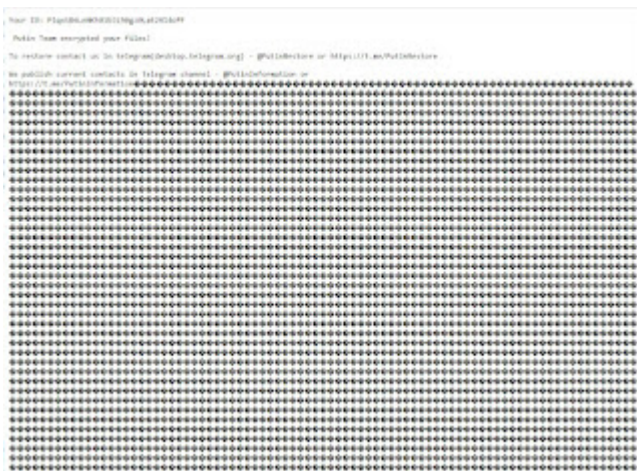 Your ID:
Putin Team encrypted your files!
To restore contact us in telegram(desktop.telegram.org) - @PutinRestore or https://t.me/PutinRestore
We publish current contacts in Telegram channel - @PutinInformation or
https://t.me/PutinInformation